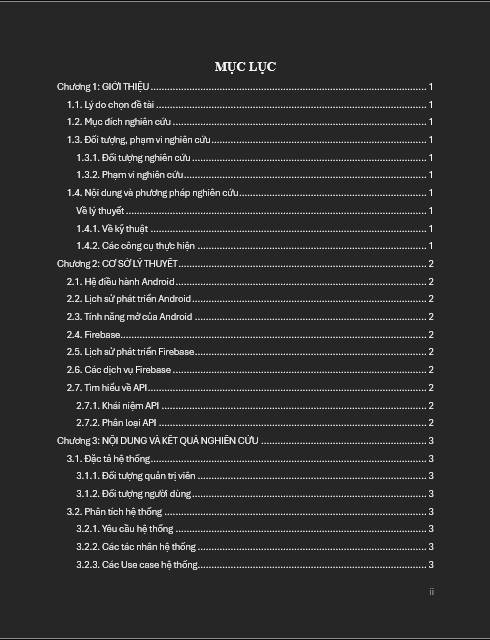 MỤC LỤC
Chương 1: GIỚI THIỆU ........ 1
1.1. Lý do chọn đề tài ........ 1
1.2. Mục đích nghiên cứu ........ 1
1.3. Đối tượng, phạm vi nghiên cứu ........ 1
1.3.1. Đối tượng nghiên cứu ........ 1
1.3.2. Phạm vi nghiên cứu ........ 1
1.4. Nội dung và phương pháp nghiên cứu ........ 1
Về lý thuyết ........ 1
1.4.1. Về kỹ thuật ........ 1
1.4.2. Các công cụ thực hiện ........ 1
Chương 2: CƠ SỞ LÝ THUYẾT ........ 2
2.1. Hệ điều hành Android ........ 2
2.2. Lịch sử phát triển Android ........ 2
2.3. Tính năng mở của Android ........ 2
2.4. Firebase ........ 2
2.5. Lịch sử phát triển Firebase ........ 2
2.6. Các dịch vụ Firebase ........ 2
2.7. Tìm hiểu về API ........ 2
2.7.1. Khái niệm API ........ 2
2.7.2. Phân loại API ........ 2
Chương 3: NỘI DUNG VÀ KẾT QUẢ NGHIÊN CỨU ........ 3
3.1. Đặc tả hệ thống ........ 3
3.1.1. Đối tượng quản trị viên ........ 3
3.1.2. Đối tượng người dùng ........ 3
3.2. Phân tích hệ thống ........ 3
3.2.1. Yêu cầu hệ thống ........ 3
3.2.2. Các tác nhân hệ thống ........ 3
3.2.3. Các Use case hệ thống ........ 3
ii